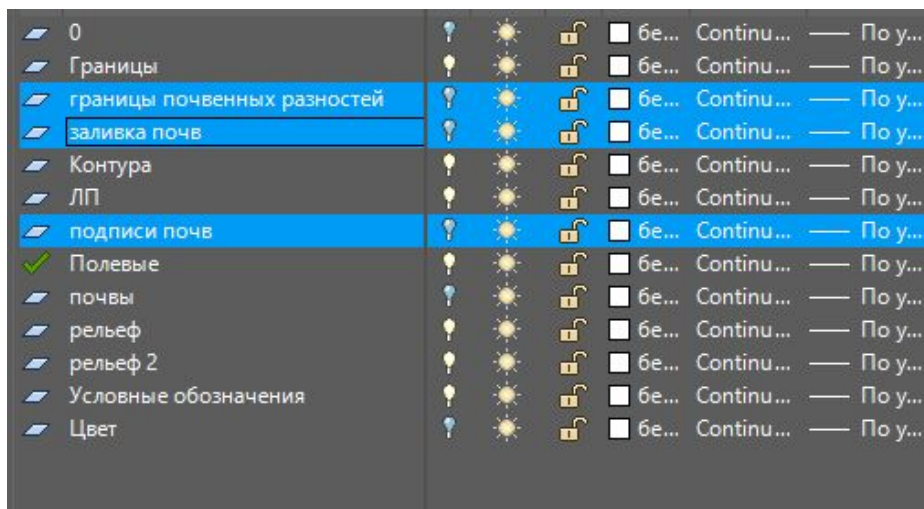 0 бе... Continu... По у...
Границы бе... Continu... По у...
границы почвенных разностей бе... Continu... По у...
заливка почв бе... Continu... По у...
Контура бе... Continu... По у...
ЛП бе... Continu... По у...
подписи почв бе... Continu... По у...
Полевые бе... Continu... По у...
почвы бе... Continu... По у...
рельеф бе... Continu... По у...
рельеф 2 бе... Continu... По у...
Условные обозначения бе... Continu... По у...
Цвет бе... Continu... По у...